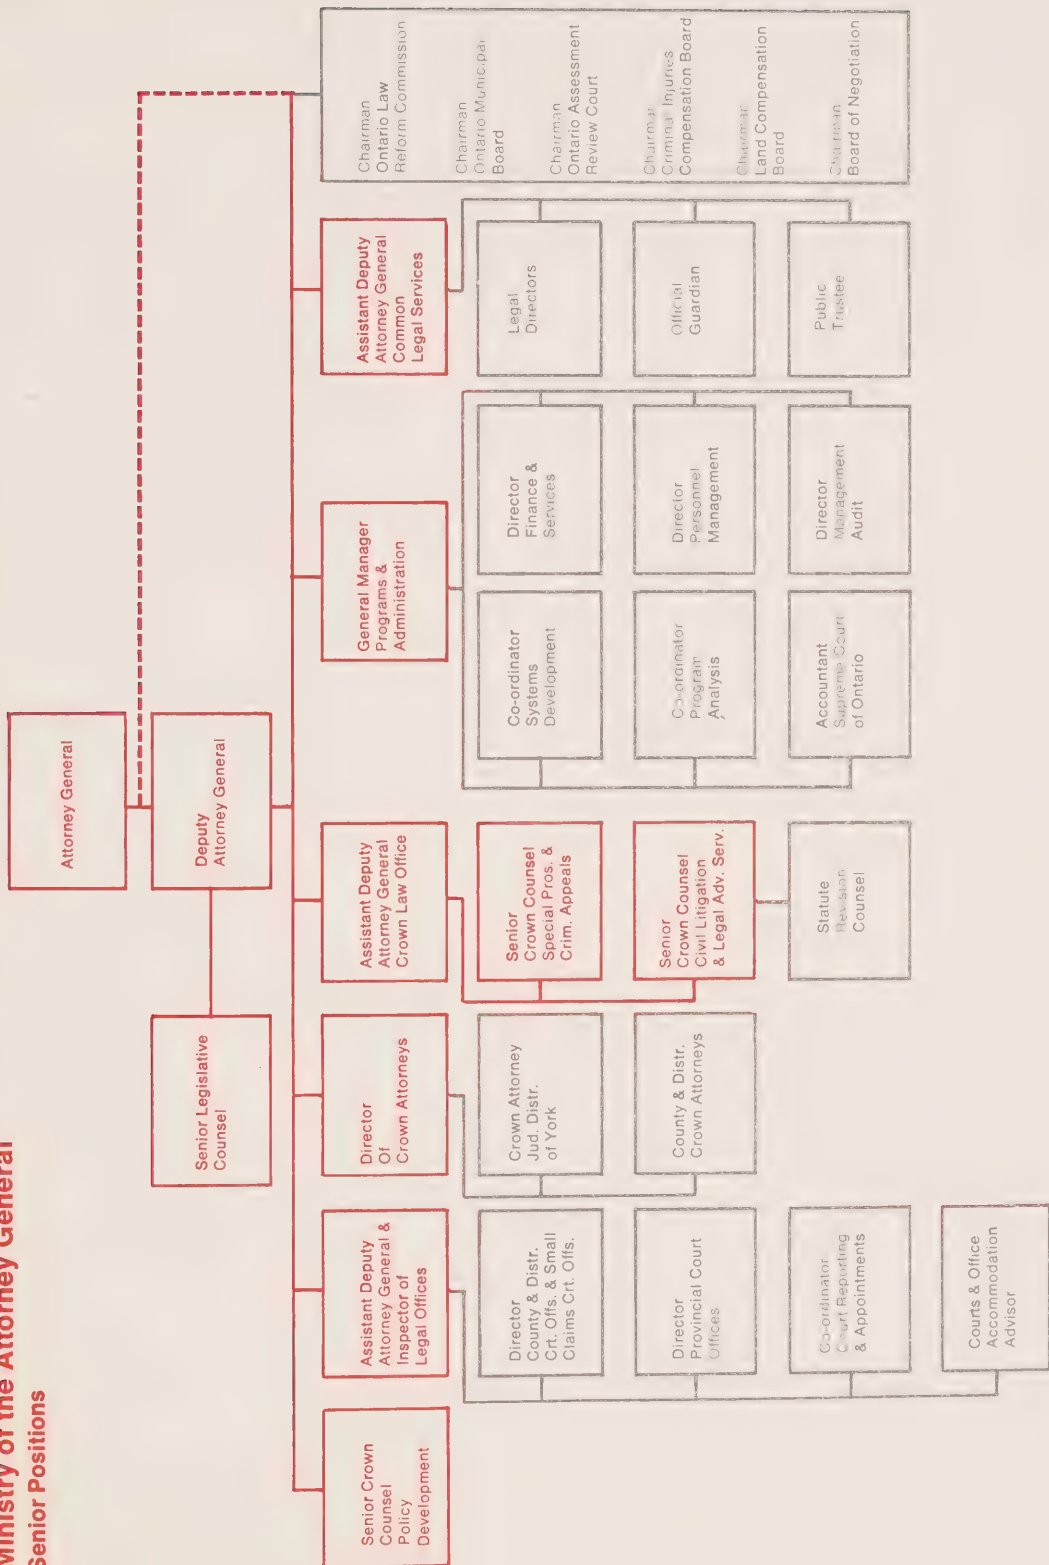 Ministry of the Attorney General
Senior Positions
Attorney General
Deputy
Attorney General
Senior Legislative
Counsel
Senior Crown
Counsel
Policy
Development
Assistant Deputy
Attorney General &
Inspector of
Legal Offices
Director
Of
Crown Attorneys
Assistant Deputy
Attorney General
Crown Law Office
General Manager
Programs &
Administration
Assistant Deputy
Attorney General
Common
Legal Services
Chairman
Ontario Law
Reform Commission
Chairman
Ontario Municipal
Board
Chairman
Ontario Assessment
Review Court
Chairman
Criminal Injuries
Compensation Board
Chairman
Land Compensation
Board
Chairman
Board of Negotiation
Director
County & Distr.
Crt. Offs. & Small
Claims Crt. Offs.
Director
Provincial Court
Offices
Co-ordinator
Court Reporting
& Appointments
Courts & Office
Accommodation
Advisor
Crown Attorney
Jud. Distr.
of York
County & Distr.
Crown Attorneys
Senior
Crown Counsel
Special Pros. &
Crim. Appeals
Senior
Crown Counsel
Civil Litigation
& Legal Adv. Serv.
Statute
Revision
Counsel
Co-ordinator
Systems
Development
Co-ordinator
Program
Analysis
Accountant
Supreme Court
of Ontario
Director
Finance &
Services
Director
Personnel
Management
Director
Management
Audit
Legal
Directors
Official
Guardian
Public
Trustee